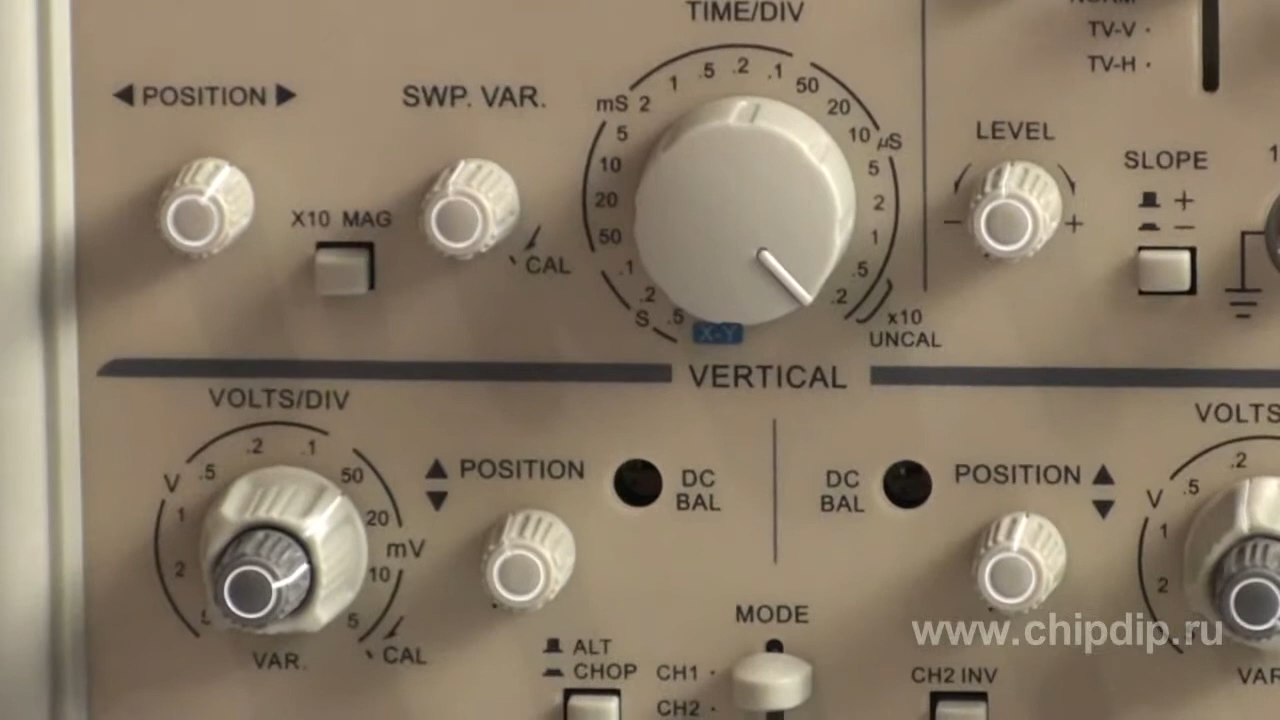 TIME/DIV
TV-V
TV-H
◄ POSITION ►
SWP. VAR.
mS 2 1 .5 .2 .1 50 20 10 µS
5 10 20 50 .1 .2 S .5
5 2 1 .5 .2
X10 MAG
CAL
X-Y
x10
UNCAL
LEVEL
− +
SLOPE
+
−
VERTICAL
VOLTS/DIV
V .5 .2 .1 50 20 mV 10 5
1 2
VAR.
CAL
▲ POSITION
▼
DC
BAL
DC
BAL
POSITION ▲
▼
VOLTS
V .5 .2
1
2
MODE
ALT
CHOP
CH1
CH2
CH2 INV
www.chipdip.ru